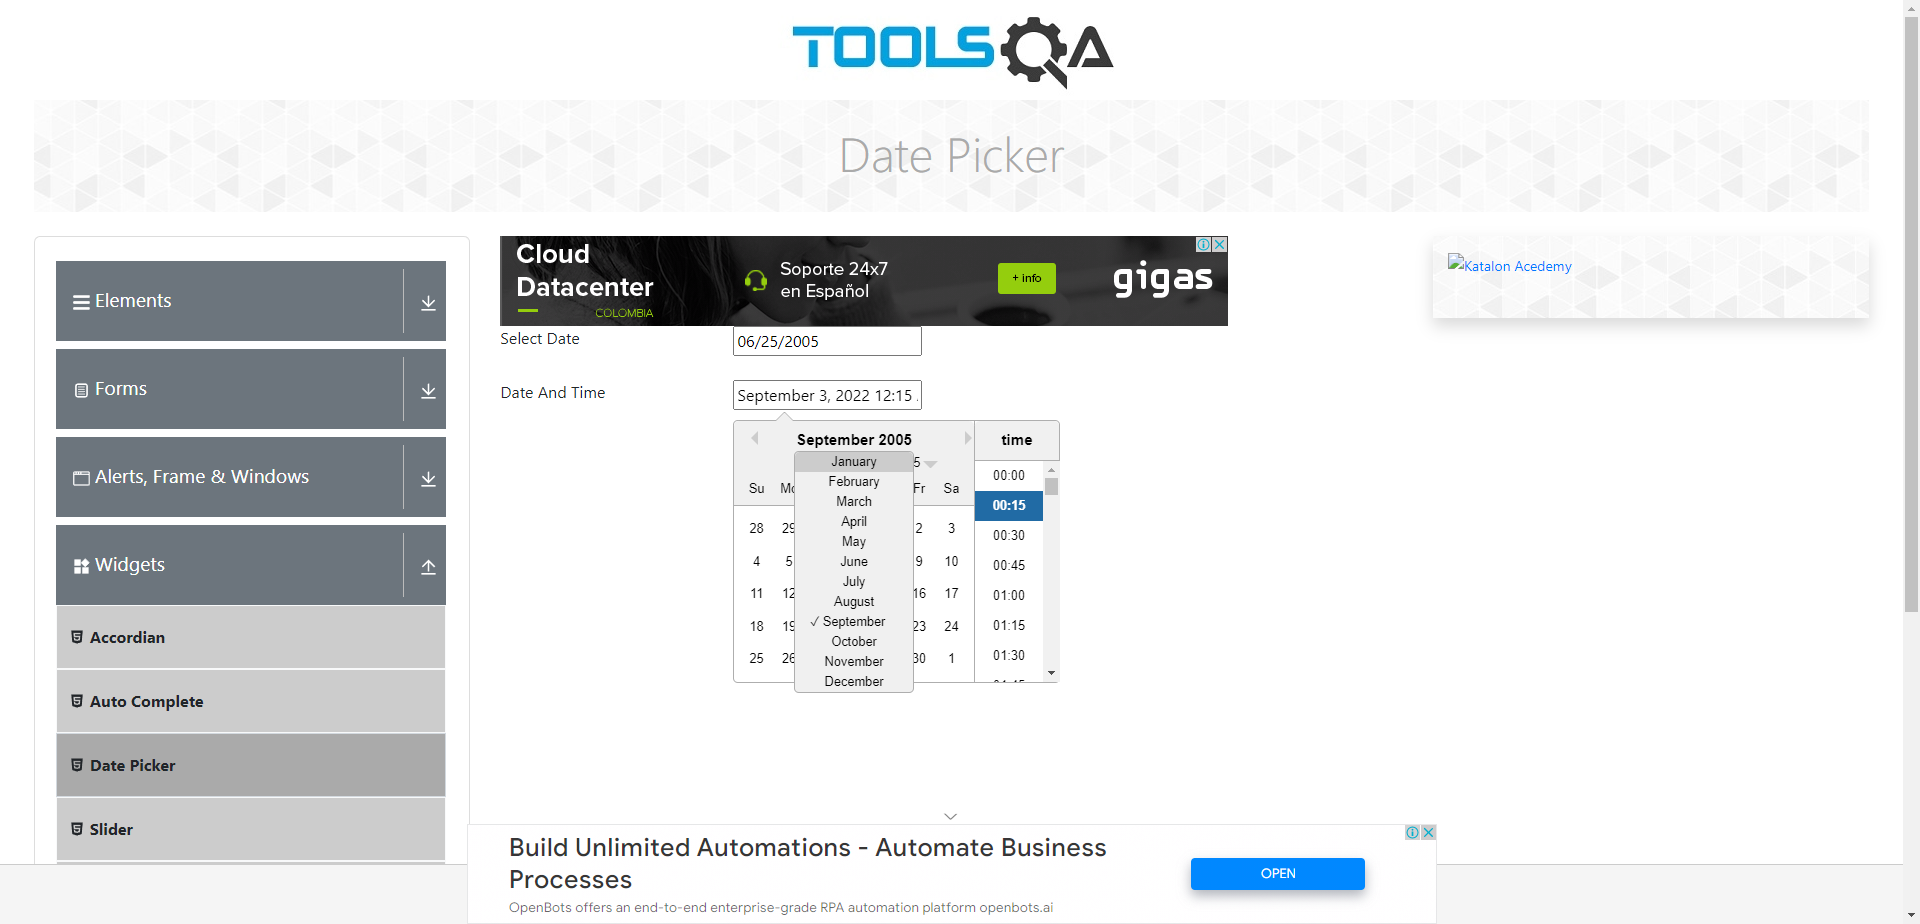 TOOLSQA
Date Picker
Elements
Forms
Alerts, Frame & Windows
Widgets
Accordian
Auto Complete
Date Picker
Slider
Cloud
Datacenter
COLOMBIA
Soporte 24x7
en Español
+ info
gigas
Select Date
06/25/2005
Date And Time
September 3, 2022 12:15
September 2005
5
Su Mo Fr Sa
28 29 2 3
4 5 9 10
11 12 16 17
18 19 23 24
25 26 30 1
January
February
March
April
May
June
July
August
✓ September
October
November
December
time
00:00
00:15
00:30
00:45
01:00
01:15
01:30
Katalon Acedemy
Build Unlimited Automations - Automate Business
Processes
OpenBots offers an end-to-end enterprise-grade RPA automation platform openbots.ai
OPEN